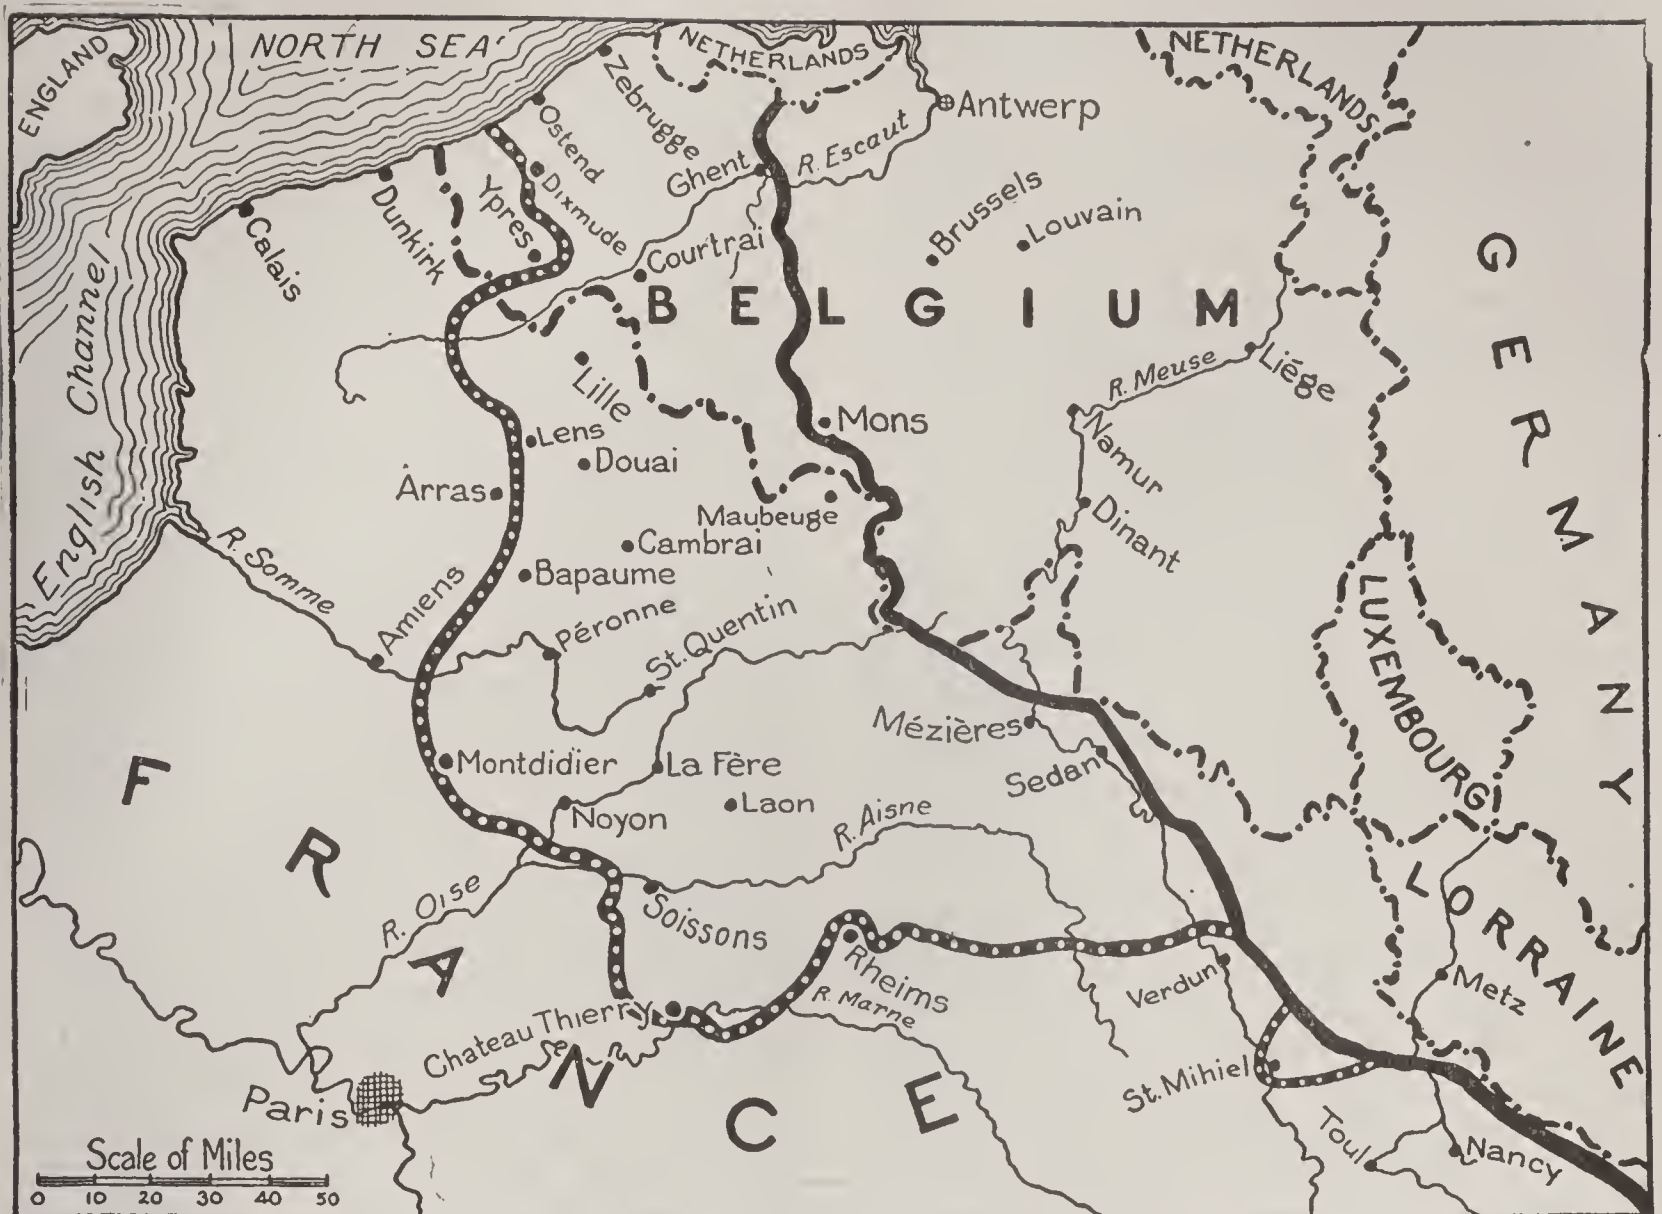 ENGLAND
NORTH SEA
NETHERLANDS
NETHERLANDS
Zebrugge
Ostend
Antwerp
R. Escaut
Ghent
Dixmude
Ypres
Dunkirk
Calais
Courtrai
Brussels
Louvain
English Channel
BELGIUM
GERMANY
R. Meuse
Liége
Lille
Mons
Namur
Lens
Douai
Arras
Maubeuge
Dinant
Cambrai
R. Somme
Bapaume
Amiens
Péronne
St. Quentin
LUXEMBOURG
Mézières
Montdidier
La Fère
Sedan
Laon
Noyon
R. Aisne
FRANCE
R. Oise
Soissons
LORRAINE
Rheims
Verdun
Metz
R. Marne
Chateau Thierry
St. Mihiel
Paris
Toul
Nancy
Scale of Miles
0 10 20 30 40 50